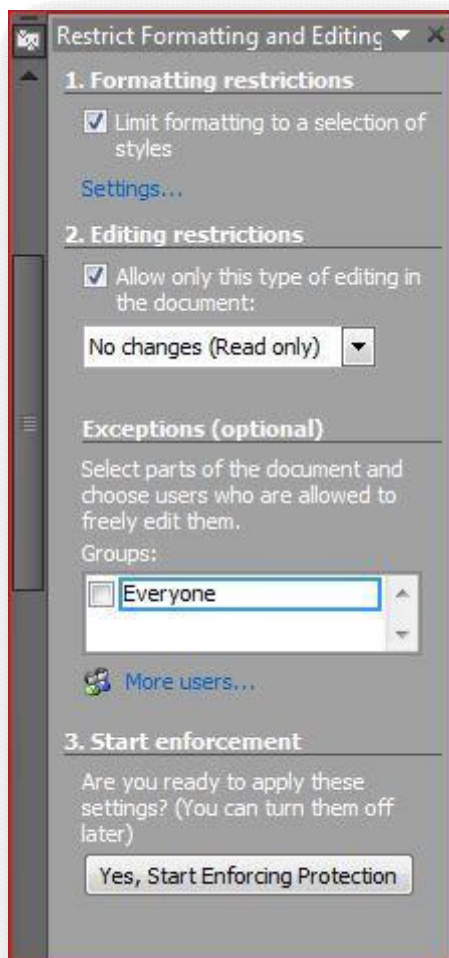 Restrict Formatting and Editing
1. Formatting restrictions
Limit formatting to a selection of
styles
Settings...
2. Editing restrictions
Allow only this type of editing in
the document:
No changes (Read only)
Exceptions (optional)
Select parts of the document and
choose users who are allowed to
freely edit them.
Groups:
Everyone
More users...
3. Start enforcement
Are you ready to apply these
settings? (You can turn them off
later)
Yes, Start Enforcing Protection